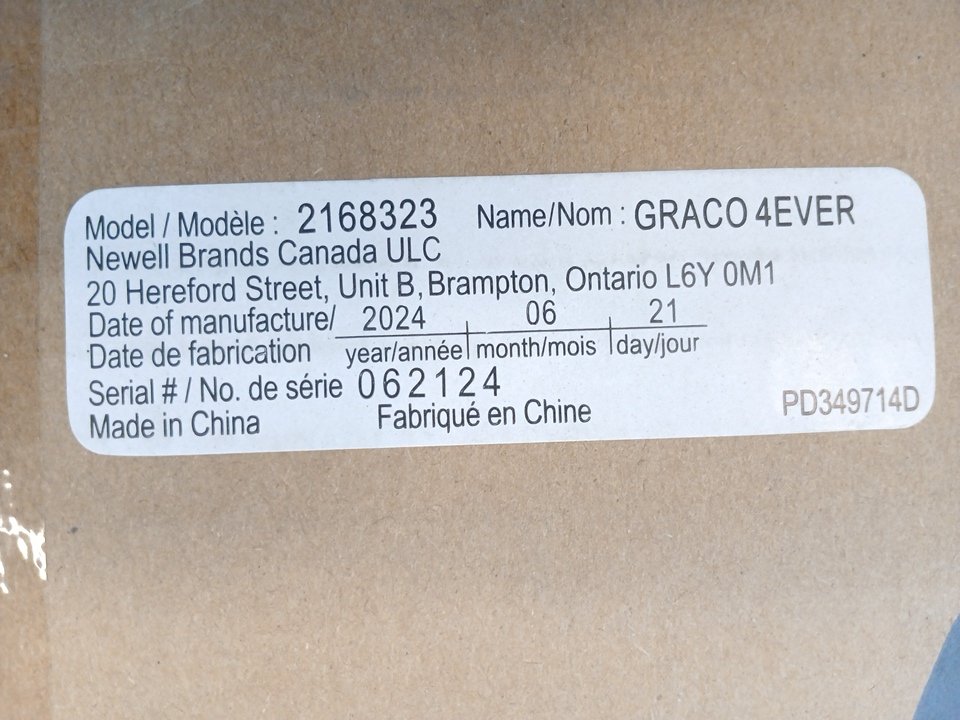 Model / Modèle : 2168323 Name/Nom : GRACO 4EVER
Newell Brands Canada ULC
20 Hereford Street, Unit B, Brampton, Ontario L6Y 0M1
Date of manufacture/ 2024 06 21
Date de fabrication year/année month/mois day/jour
Serial # / No. de série 062124
Made in China Fabriqué en Chine PD349714D